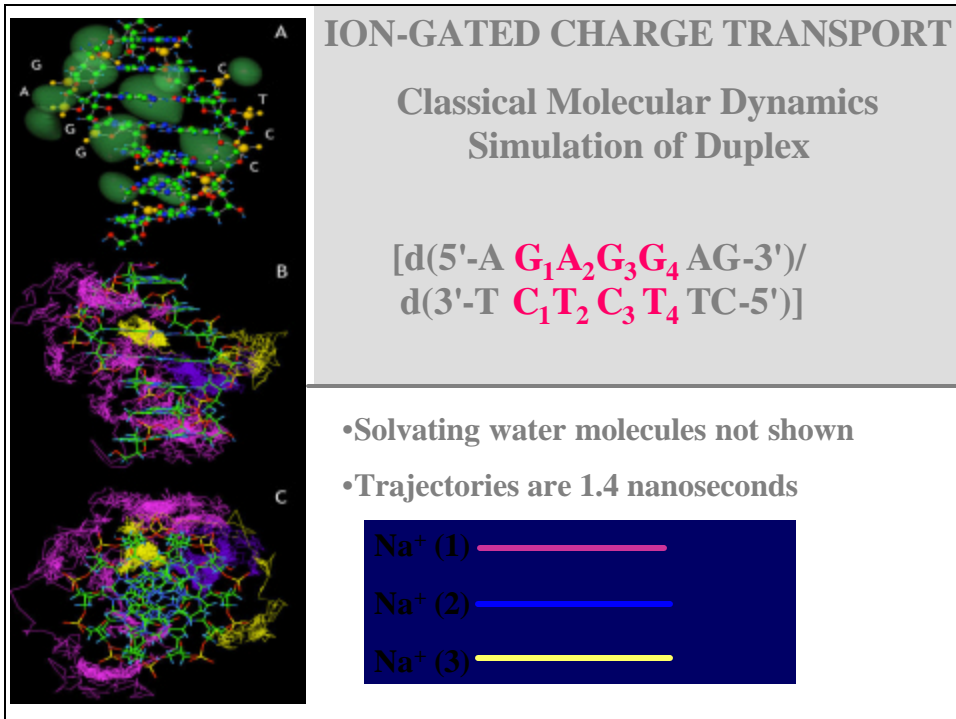 ION-GATED CHARGE TRANSPORT
Classical Molecular Dynamics
Simulation of Duplex
[d(5'-A G₁A₂G₃G₄ AG-3')/
d(3'-T C₁T₂ C₃ T₄ TC-5')]
•Solvating water molecules not shown
•Trajectories are 1.4 nanoseconds
Na⁺ (1)
Na⁺ (2)
Na⁺ (3)
A
G
C
A
T
G
C
G
C
B
C